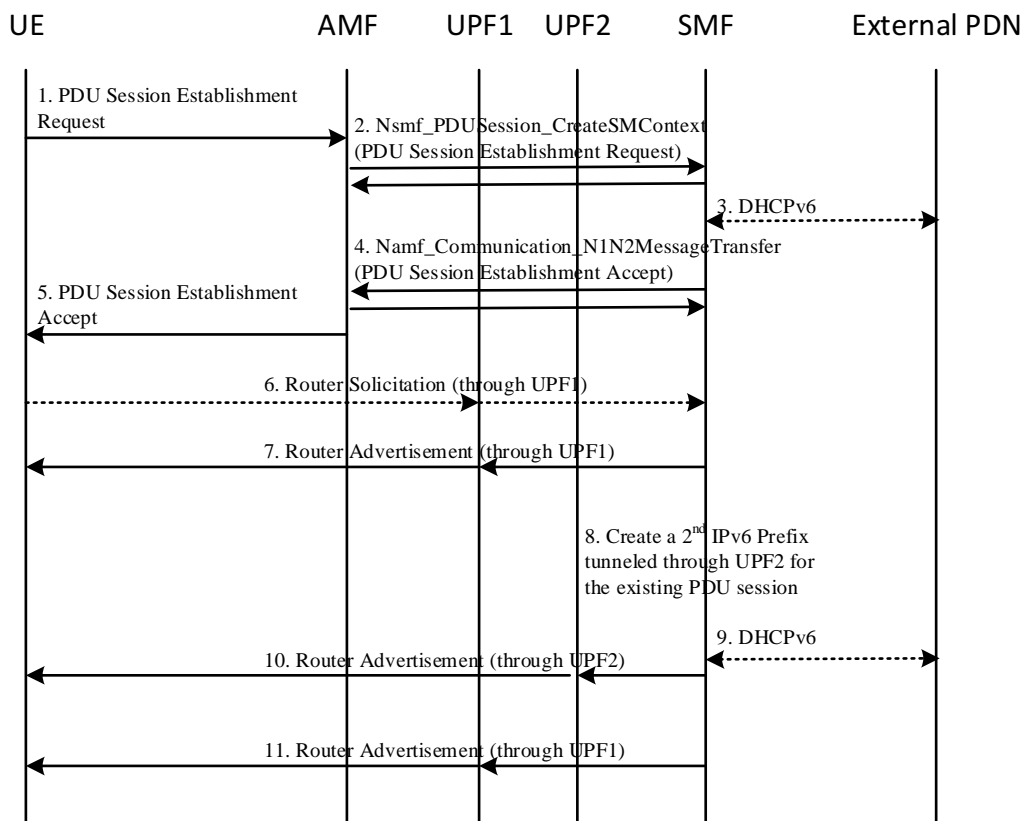 UE AMF UPF1 UPF2 SMF External PDN
1. PDU Session Establishment
Request
2. Nsmf_PDUSession_CreateSMContext
(PDU Session Establishment Request)
3. DHCPv6
4. Namf_Communication_N1N2MessageTransfer
(PDU Session Establishment Accept)
5. PDU Session Establishment
Accept
6. Router Solicitation (through UPF1)
7. Router Advertisement (through UPF1)
8. Create a 2nd IPv6 Prefix
tunneled through UPF2 for
the existing PDU session
9. DHCPv6
10. Router Advertisement (through UPF2)
11. Router Advertisement (through UPF1)